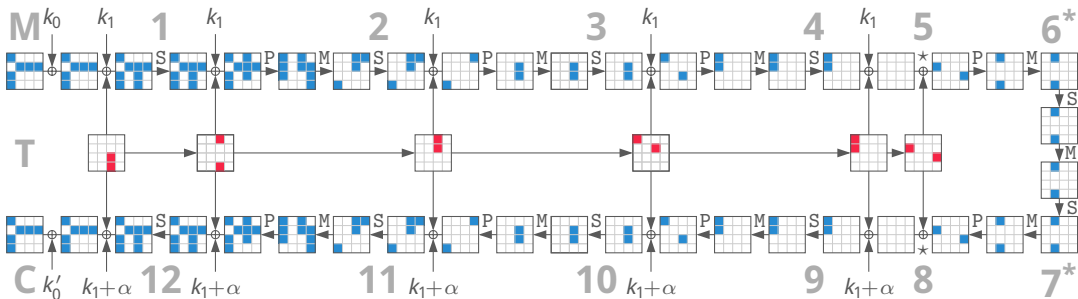 M k₀ k₁ 1 k₁ 2 k₁ 3 k₁ 4 k₁ 5 6*
S P M S P M S P M S ⋆ P M
S
T
M
S
S P M S P M S P M S ⋆ P M
C k₀′ k₁+α 12 k₁+α 11 k₁+α 10 k₁+α 9 k₁+α 8 7*